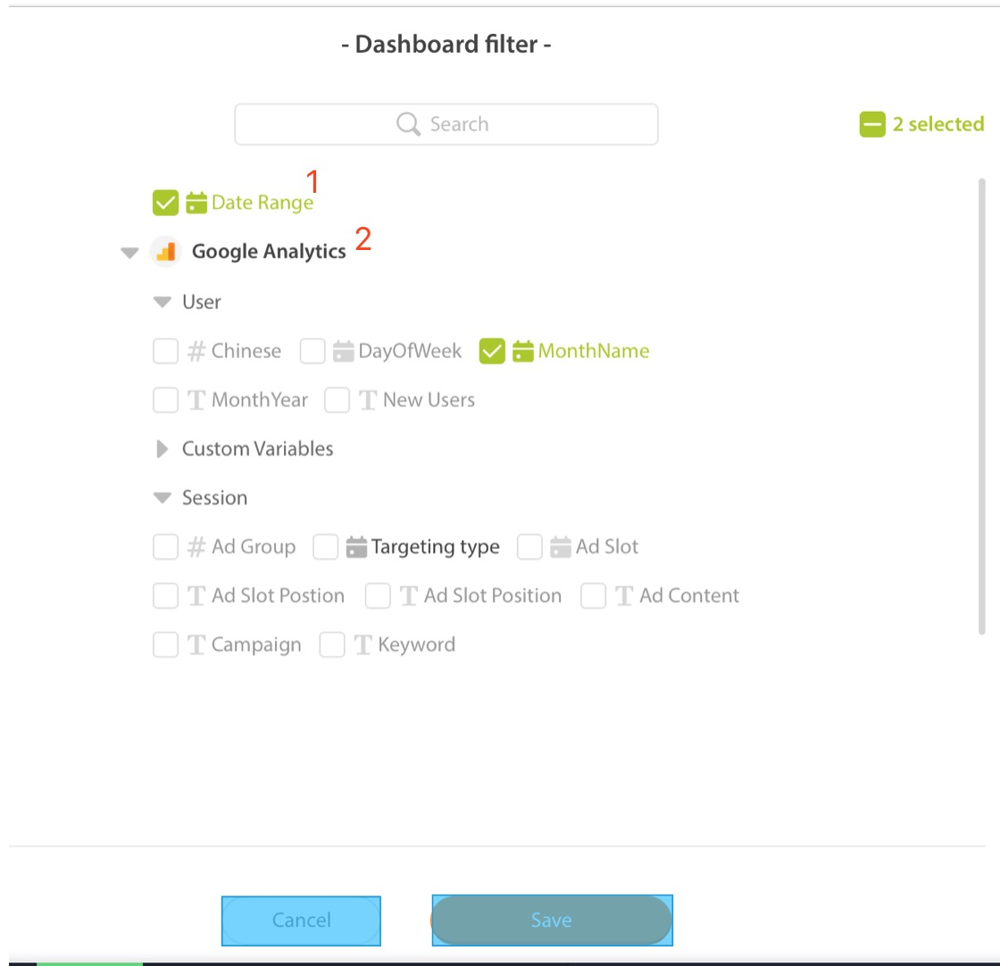 - Dashboard filter -
Search
2 selected
Date Range 1
Google Analytics 2
User
# Chinese DayOfWeek MonthName
T MonthYear T New Users
Custom Variables
Session
# Ad Group Targeting type Ad Slot
T Ad Slot Postion T Ad Slot Position T Ad Content
T Campaign T Keyword
Cancel Save